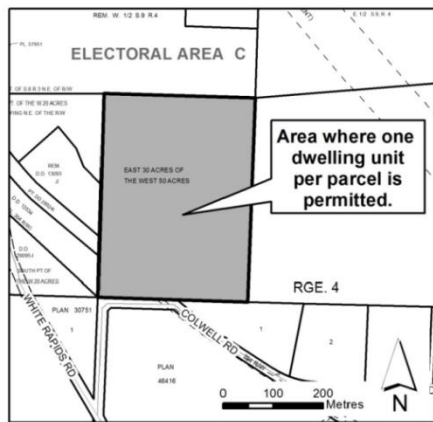 REM. W. 1/2 S.9 R.4
E. 1/2 S.9, R.4
PL. 37851
ELECTORAL AREA C
T. OF S.8 R.3 N.E. OF R/W
PT. OF THE W.20 ACRES
YING N.E. OF THE R/W
Area where one
dwelling unit
per parcel is
permitted.
EAST 30 ACRES OF
THE WEST 50 ACRES
REM.
D.D.
SOUTH PT. OF
THE W.20 ACRES
RGE. 4
PLAN 30751
1
WHITE RAPIDS RD
COLWELL RD
1
2
PLAN
46416
0 100 200
Metres
N